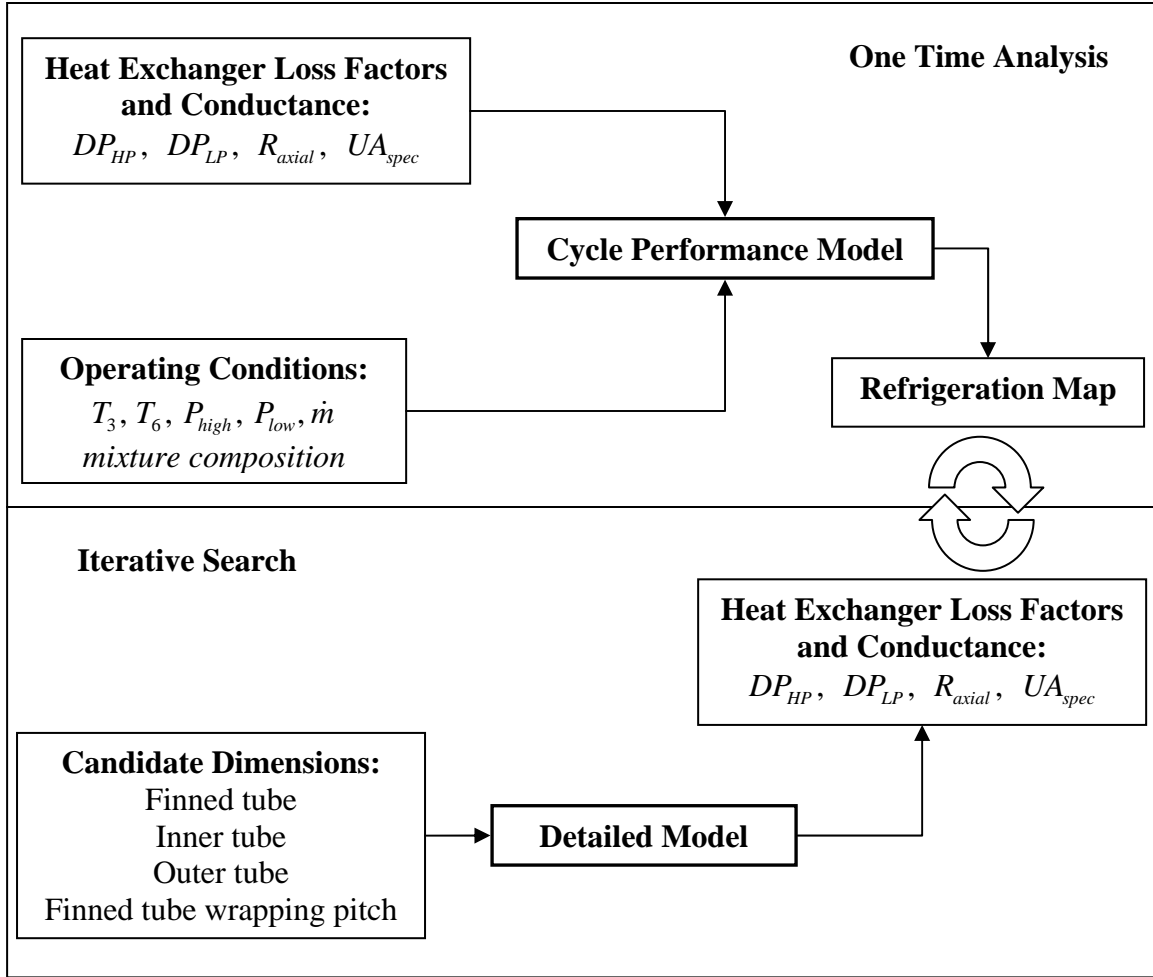 One Time Analysis
Heat Exchanger Loss Factors
and Conductance:
DP_HP, DP_LP, R_axial, UA_spec
Cycle Performance Model
Operating Conditions:
T_3, T_6, P_high, P_low, ṁ
mixture composition
Refrigeration Map
Iterative Search
Heat Exchanger Loss Factors
and Conductance:
DP_HP, DP_LP, R_axial, UA_spec
Candidate Dimensions:
Finned tube
Inner tube
Outer tube
Finned tube wrapping pitch
Detailed Model